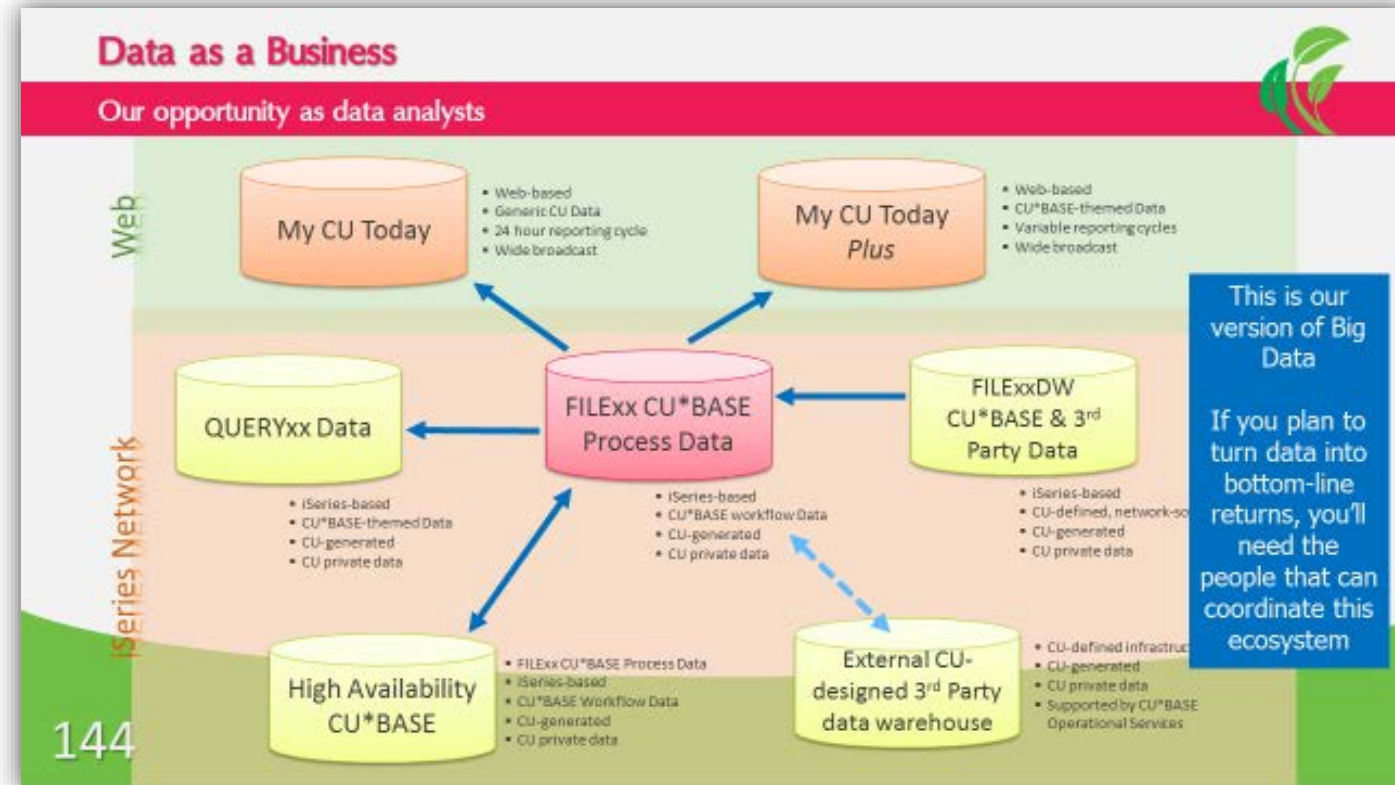 Data as a Business
Our opportunity as data analysts
Web
My CU Today
• Web-based
• Generic CU Data
• 24 hour reporting cycle
• Wide broadcast
My CU Today
Plus
• Web-based
• CU*BASE-themed Data
• Variable reporting cycles
• Wide broadcast
This is our
version of Big
Data
If you plan to
turn data into
bottom-line
returns, you'll
need the
people that can
coordinate this
ecosystem
iSeries Network
QUERYxx Data
• iSeries-based
• CU*BASE-themed Data
• CU-generated
• CU private data
FILExx CU*BASE
Process Data
• iSeries-based
• CU*BASE workflow Data
• CU-generated
• CU private data
FILExxDW
CU*BASE & 3rd
Party Data
• iSeries-based
• CU-defined, network-so
• CU-generated
• CU private data
High Availability
CU*BASE
• FILExx CU*BASE Process Data
• iSeries-based
• CU*BASE Workflow Data
• CU-generated
• CU private data
External CU-
designed 3rd Party
data warehouse
• CU-defined infrastruc
• CU-generated
• CU private data
• Supported by CU*BASE
Operational Services
144